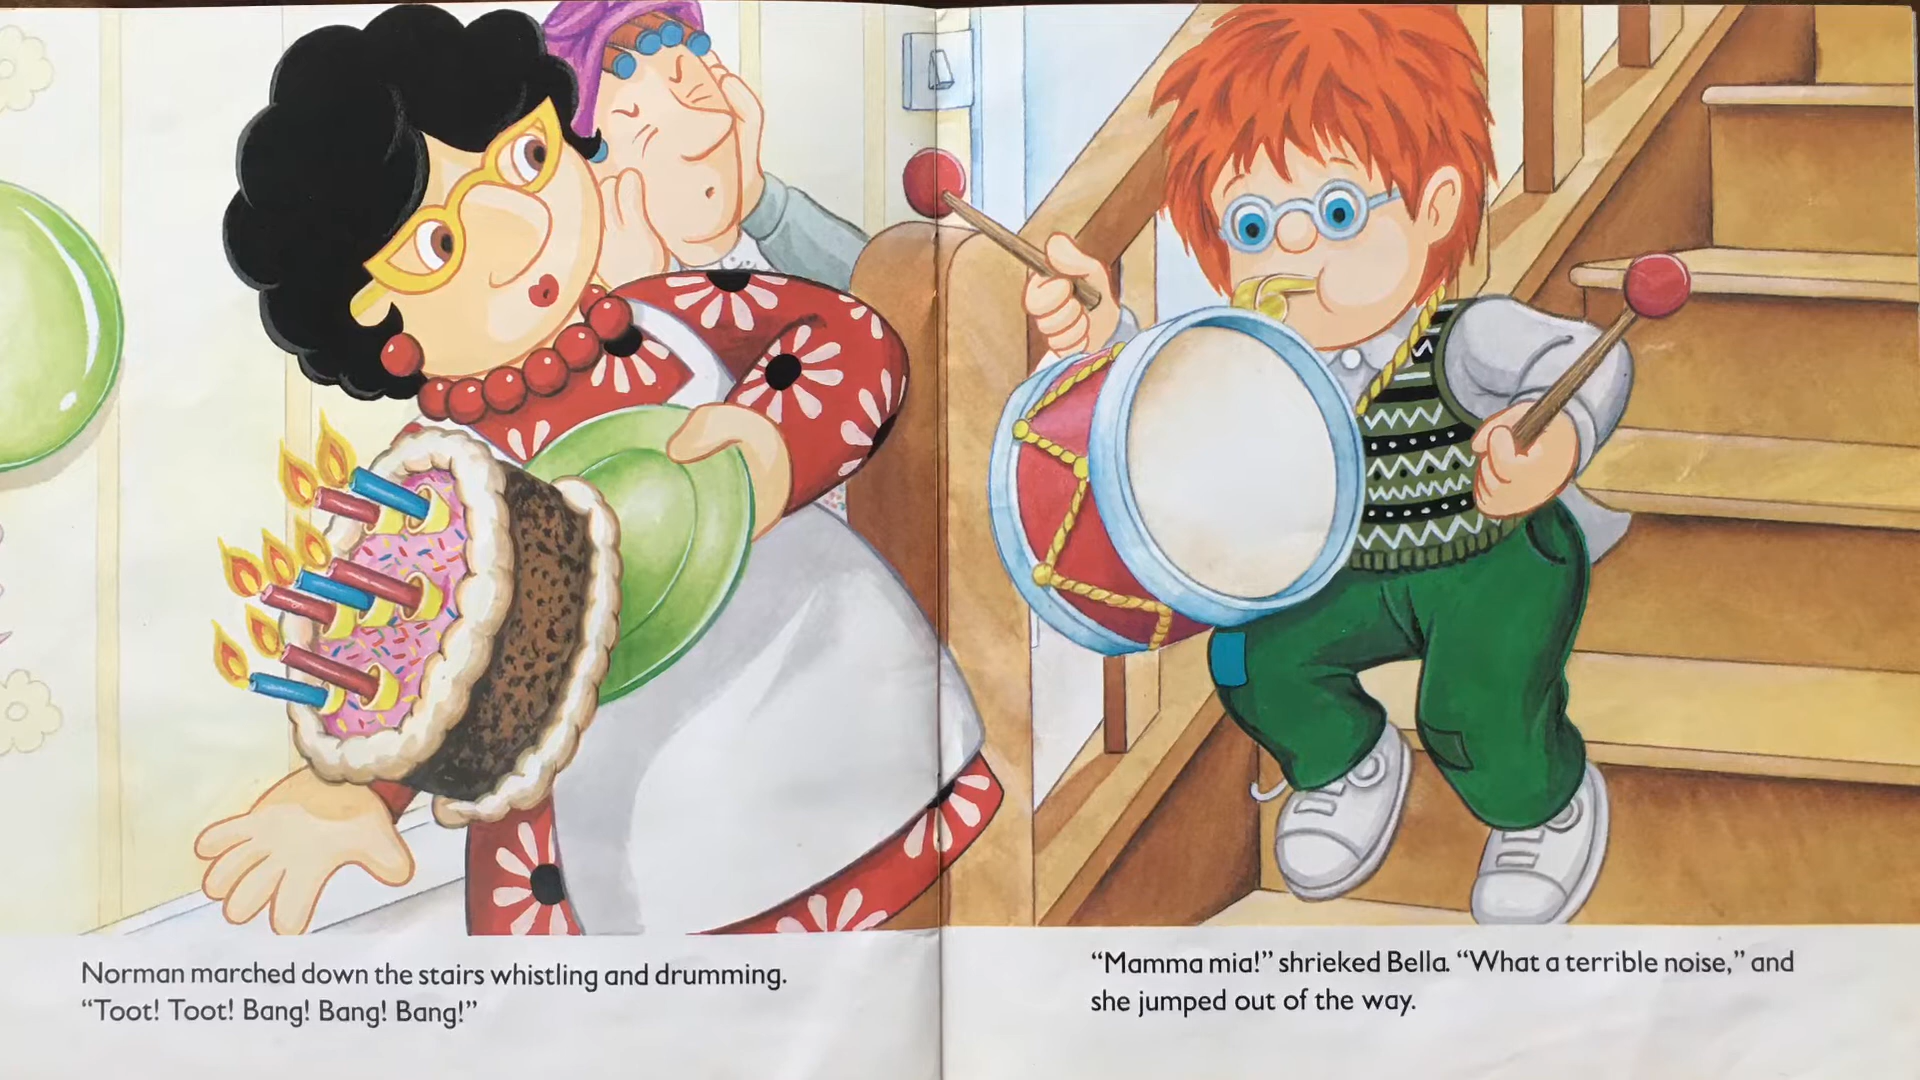 Norman marched down the stairs whistling and drumming.
“Toot! Toot! Bang! Bang! Bang!”
“Mamma mia!” shrieked Bella. “What a terrible noise,” and
she jumped out of the way.